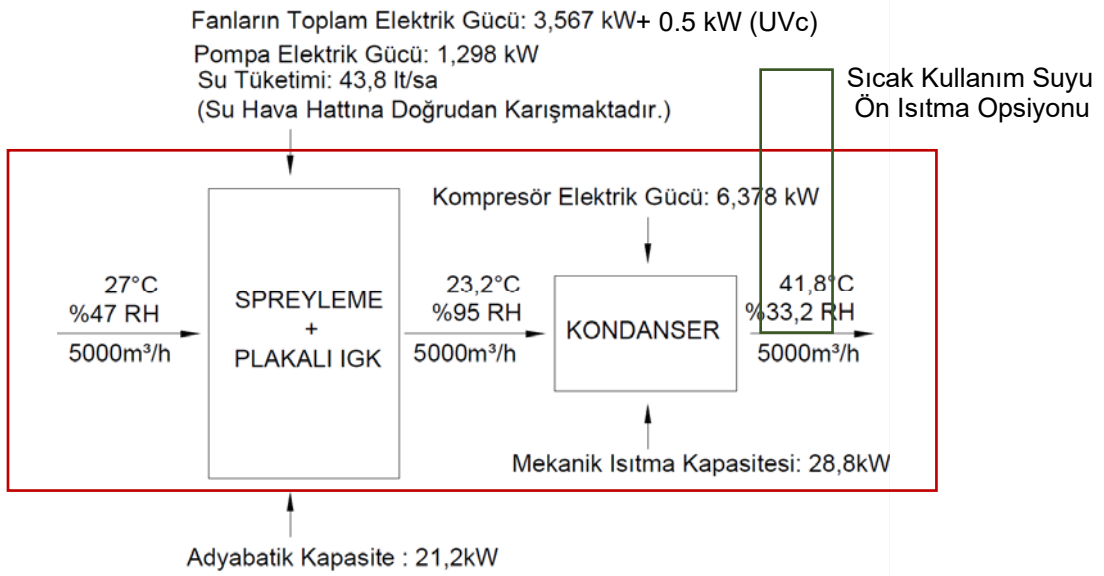 Fanların Toplam Elektrik Gücü: 3,567 kW+ 0.5 kW (UVc)
Pompa Elektrik Gücü: 1,298 kW
Su Tüketimi: 43,8 lt/sa
(Su Hava Hattına Doğrudan Karışmaktadır.)
Sıcak Kullanım Suyu
Ön Isıtma Opsiyonu
Kompresör Elektrik Gücü: 6,378 kW
27°C
%47 RH
5000m³/h
SPREYLEME
+
PLAKALI IGK
23,2°C
%95 RH
5000m³/h
KONDANSER
41,8°C
%33,2 RH
5000m³/h
Mekanik Isıtma Kapasitesi: 28,8kW
Adyabatik Kapasite : 21,2kW